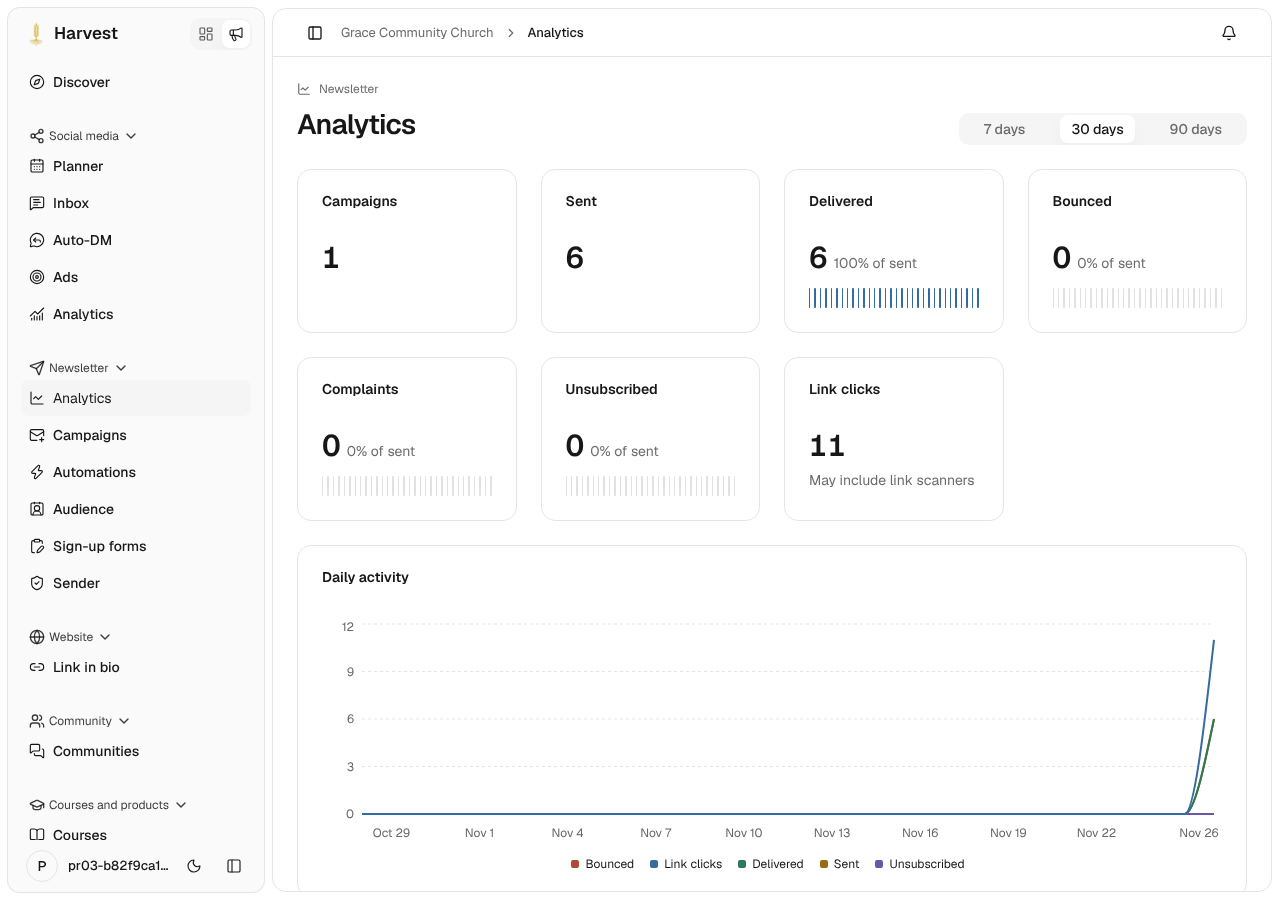 Harvest
Discover
Social media
Planner
Inbox
Auto-DM
Ads
Analytics
Newsletter
Analytics
Campaigns
Automations
Audience
Sign-up forms
Sender
Website
Link in bio
Community
Communities
Courses and products
Courses
P pr03-b82f9ca1...
Grace Community Church > Analytics
Newsletter
Analytics
7 days 30 days 90 days
Campaigns
1
Sent
6
Delivered
6 100% of sent
Bounced
0 0% of sent
Complaints
0 0% of sent
Unsubscribed
0 0% of sent
Link clicks
11
May include link scanners
Daily activity
12
9
6
3
0
Oct 29 Nov 1 Nov 4 Nov 7 Nov 10 Nov 13 Nov 16 Nov 19 Nov 22 Nov 26
Bounced Link clicks Delivered Sent Unsubscribed